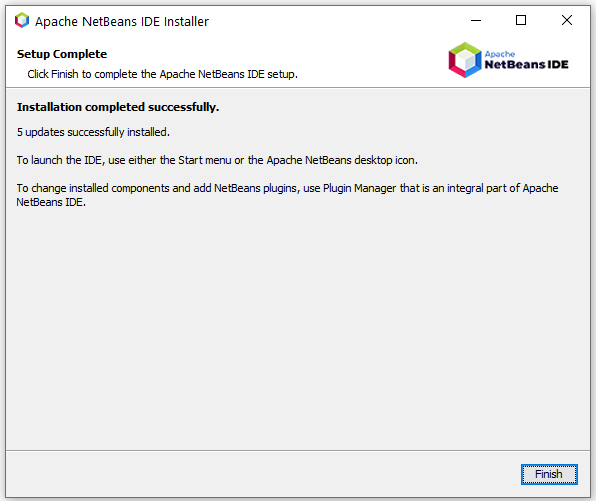 Apache NetBeans IDE Installer
Setup Complete
Click Finish to complete the Apache NetBeans IDE setup.
Apache
NetBeans IDE
Installation completed successfully.
5 updates successfully installed.
To launch the IDE, use either the Start menu or the Apache NetBeans desktop icon.
To change installed components and add NetBeans plugins, use Plugin Manager that is an integral part of Apache
NetBeans IDE.
Finish